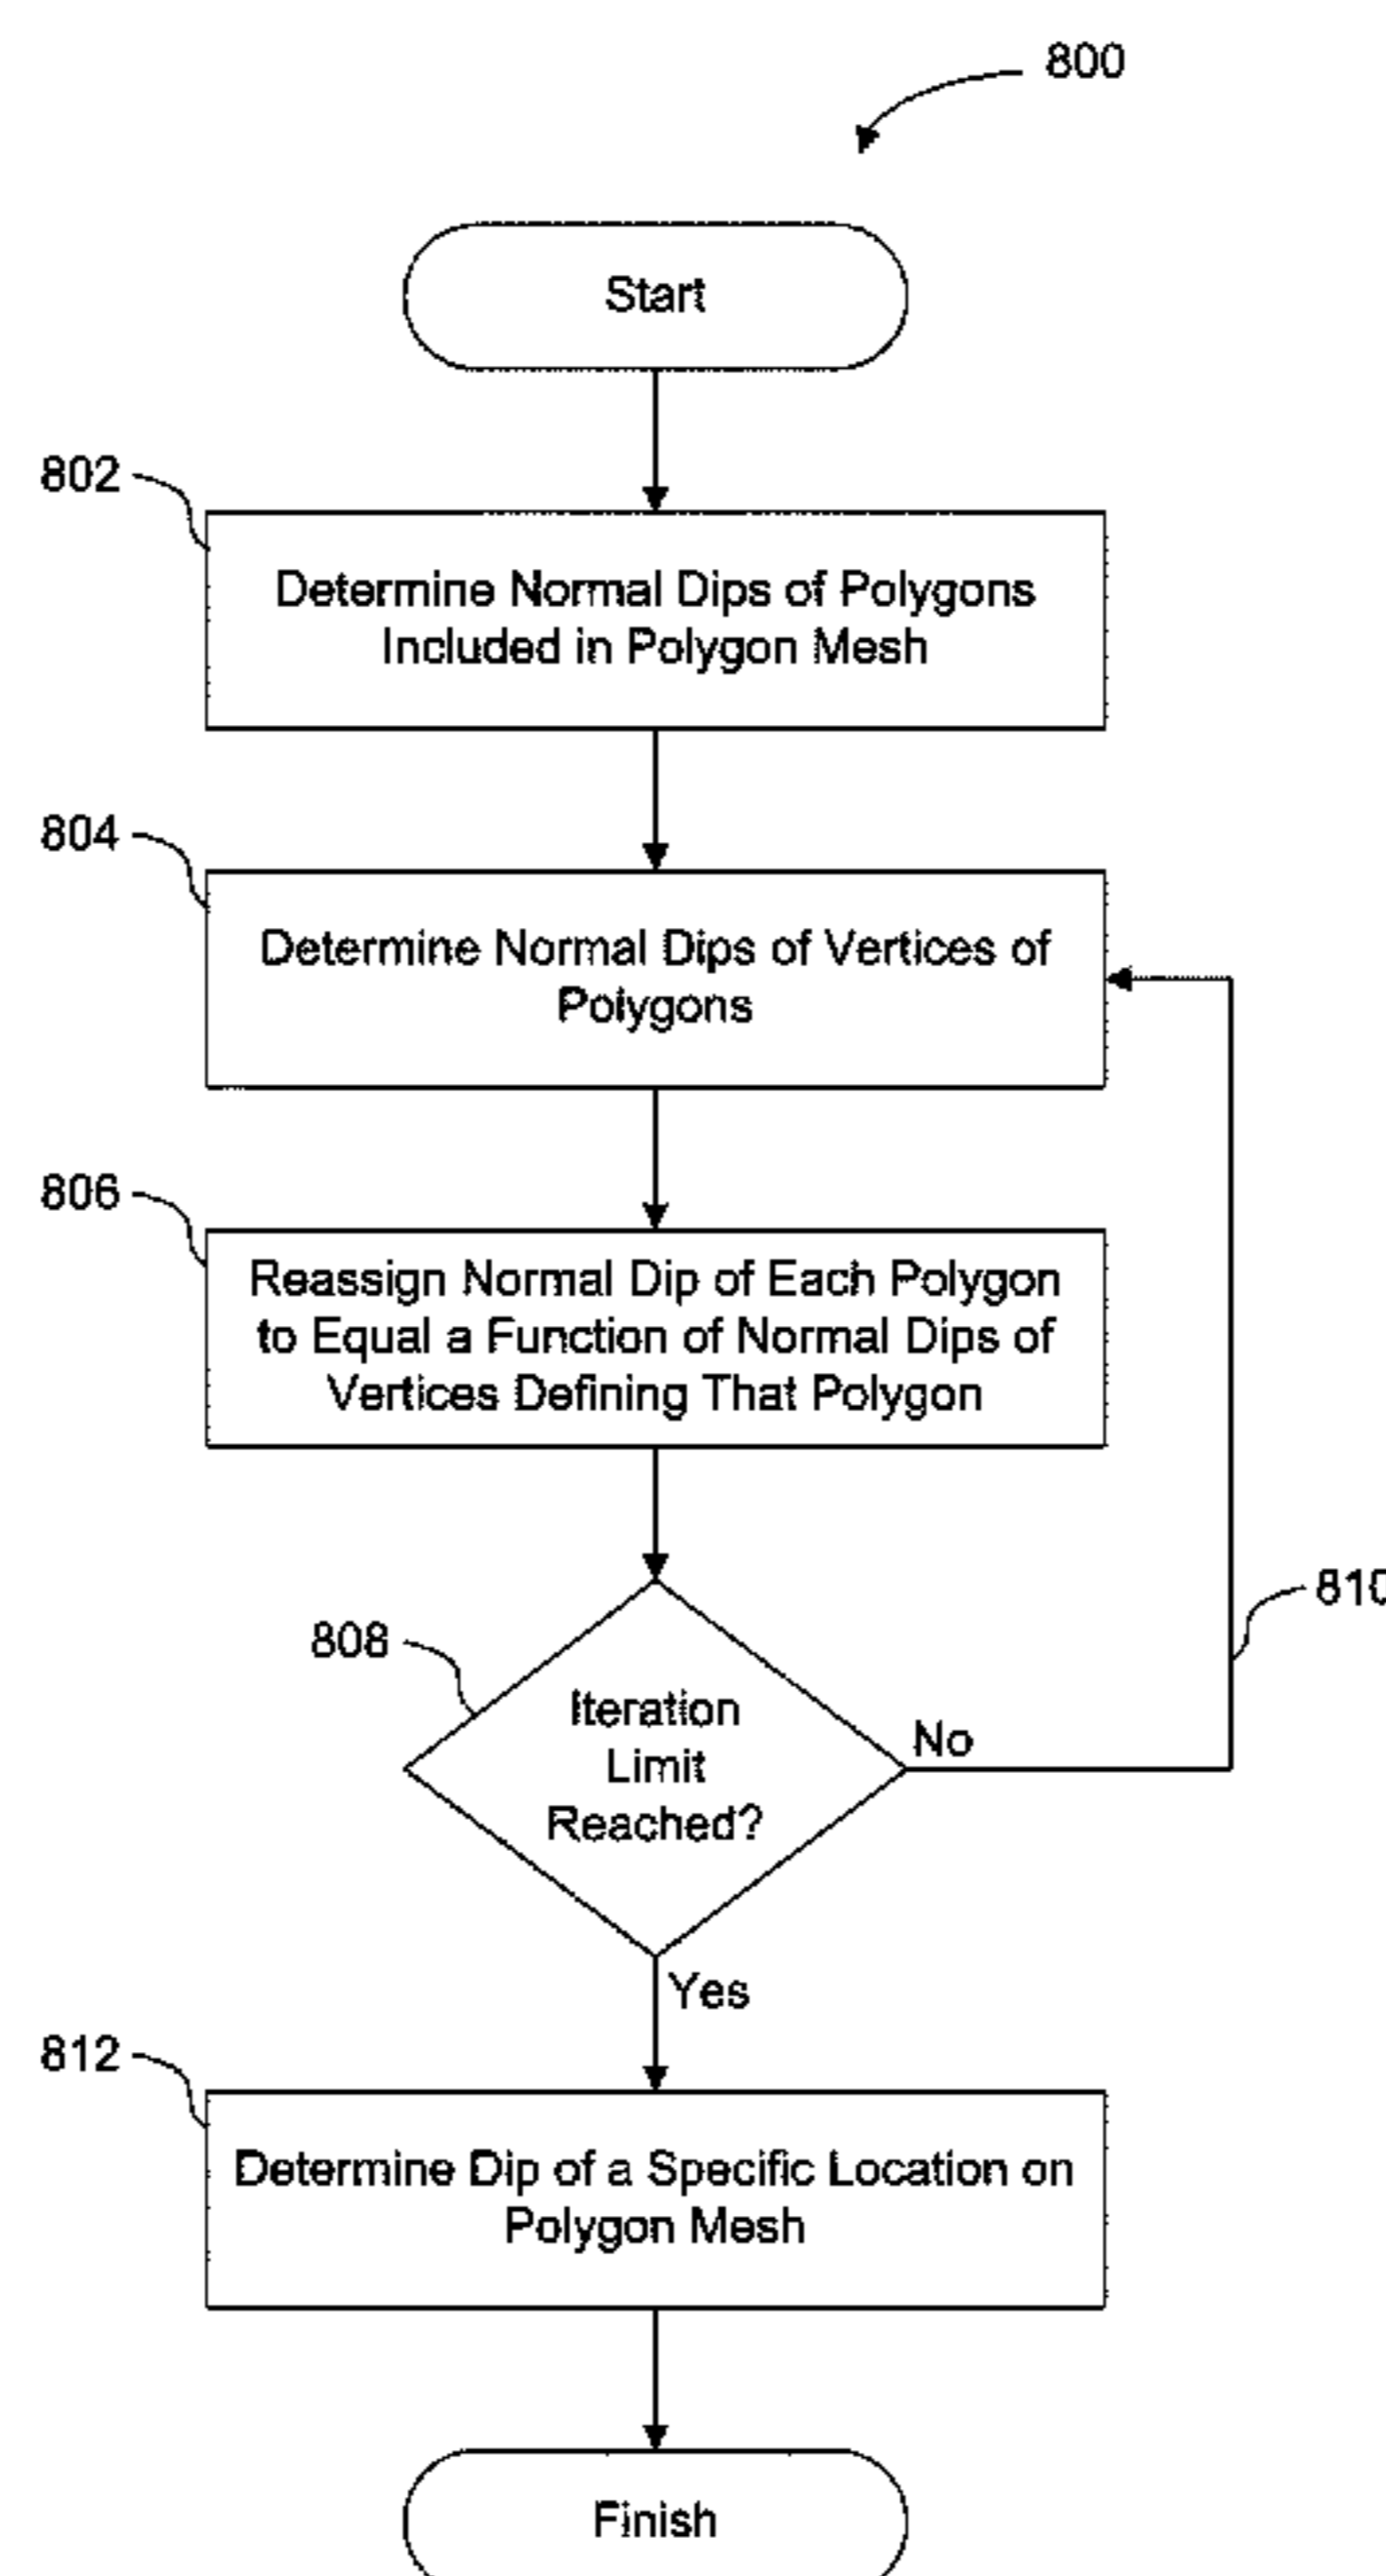 800
Start
802
Determine Normal Dips of Polygons
Included in Polygon Mesh
804
Determine Normal Dips of Vertices of
Polygons
806
Reassign Normal Dip of Each Polygon
to Equal a Function of Normal Dips of
Vertices Defining That Polygon
810
808
Iteration
Limit
Reached?
No
Yes
812
Determine Dip of a Specific Location on
Polygon Mesh
Finish